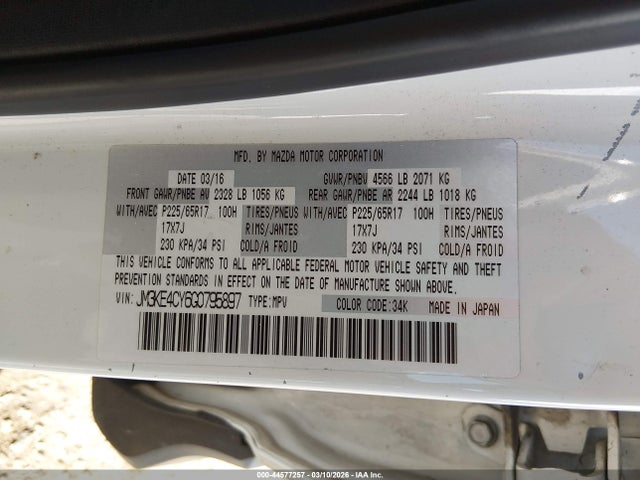 MFD. BY MAZDA MOTOR CORPORATION
DATE 03/16 GVWR/PNBV 4566 LB 2071 KG
FRONT GAWR/PNBE AV 2328 LB 1056 KG REAR GAWR/PNBE AR 2244 LB 1018 KG
WITH/AVEC P225/65R17 100H TIRES/PNEUS WITH/AVEC P225/65R17 100H TIRES/PNEUS
17X7J RIMS/JANTES 17X7J RIMS/JANTES
230 KPA/34 PSI COLD/A FROID 230 KPA/34 PSI COLD/A FROID
THIS VEHICLE CONFORMS TO ALL APPLICABLE FEDERAL MOTOR VEHICLE SAFETY AND THEFT
PREVENTION STANDARDS IN EFFECT ON THE DATE OF MANUFACTURE SHOWN ABOVE.
VIN: JM3KE4CY6G0795897 TYPE:MPV COLOR CODE:34K MADE IN JAPAN
000-44577257 - 03/10/2026 - IAA Inc.